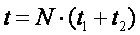 t = N · (t₁ + t₂)